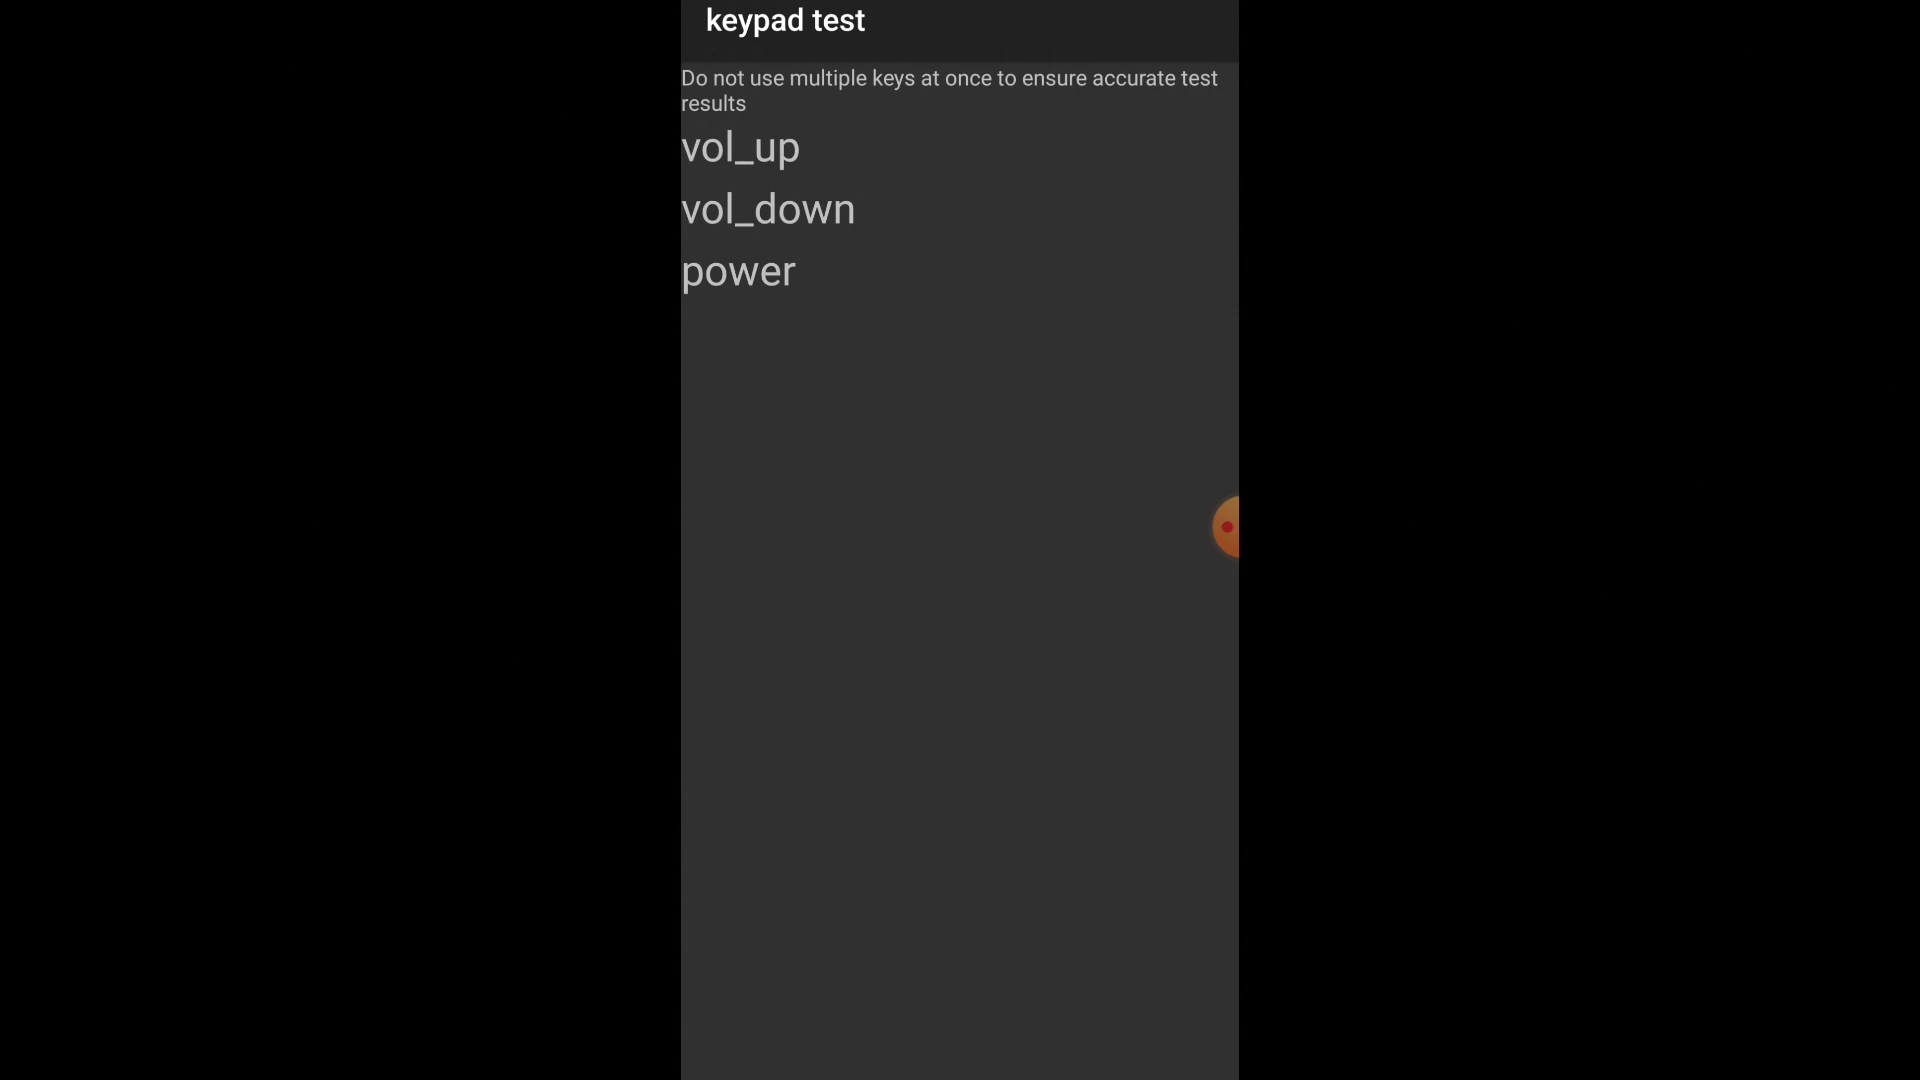 keypad test
Do not use multiple keys at once to ensure accurate test
results
vol_up
vol_down
power